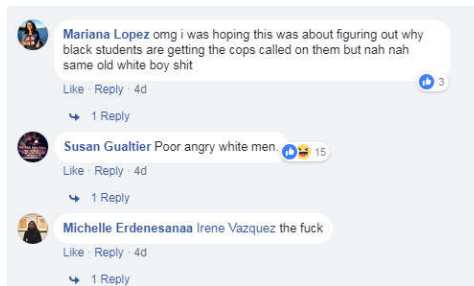 Mariana Lopez omg i was hoping this was about figuring out why
black students are getting the cops called on them but nah nah
same old white boy shit
3
Like · Reply · 4d
1 Reply
Susan Gualtier Poor angry white men.
15
Like · Reply · 4d
1 Reply
Michelle Erdenesanaa Irene Vazquez the fuck
Like · Reply · 4d
1 Reply